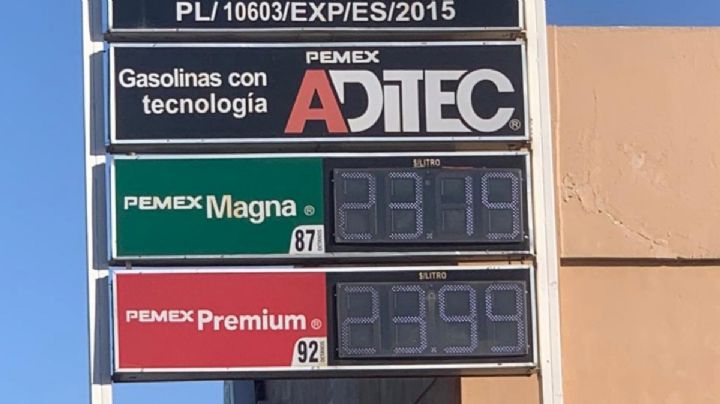 PL/10603/EXP/ES/2015
PEMEX
Gasolinas con
tecnología
ADITEC®
$/LITRO
PEMEX Magna®
23.19
87
$/LITRO
PEMEX Premium®
23.99
92